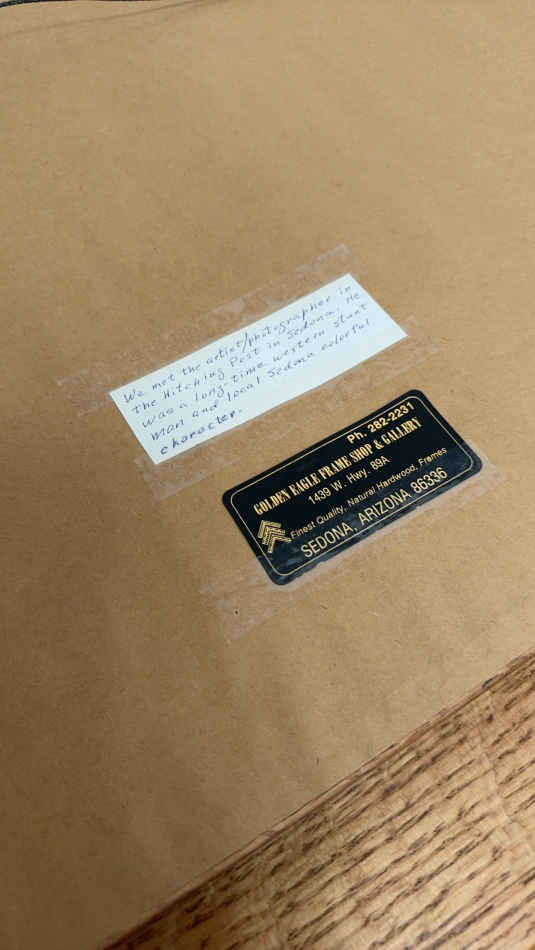 We met the artist/photographer in
the Hitching Post in Sedona. He
was a long-time western stunt
man and local Sedona colorful
character.
Ph. 282-2231
GOLDEN EAGLE FRAME SHOP & GALLERY
1439 W. Hwy. 89A
Finest Quality, Natural Hardwood, Frames
SEDONA, ARIZONA 86336